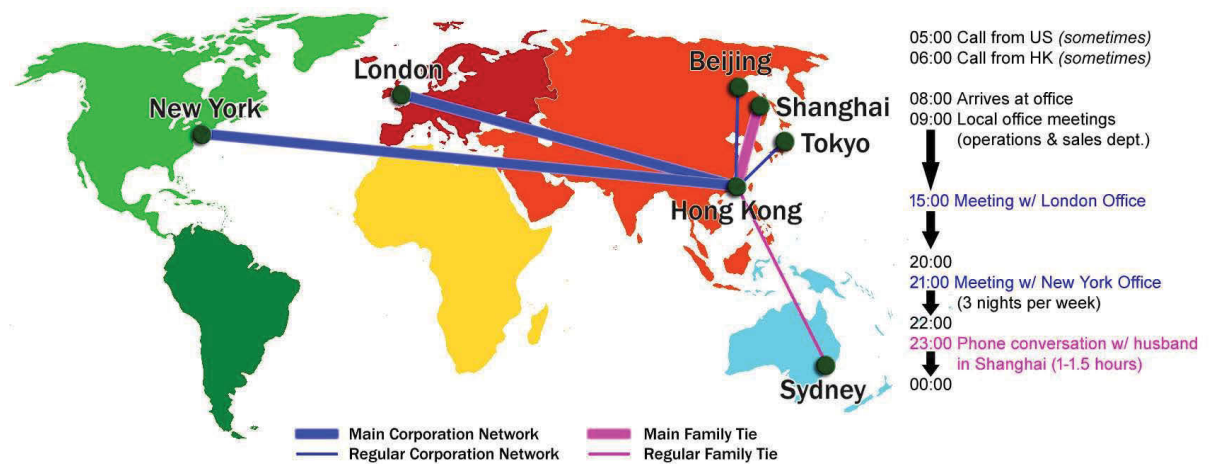 New York
London
Beijing
Shanghai
Tokyo
Hong Kong
Sydney
Main Corporation Network
Regular Corporation Network
Main Family Tie
Regular Family Tie
05:00 Call from US (sometimes)
06:00 Call from HK (sometimes)
08:00 Arrives at office
09:00 Local office meetings
(operations & sales dept.)
15:00 Meeting w/ London Office
20:00
21:00 Meeting w/ New York Office
(3 nights per week)
22:00
23:00 Phone conversation w/ husband
in Shanghai (1-1.5 hours)
00:00